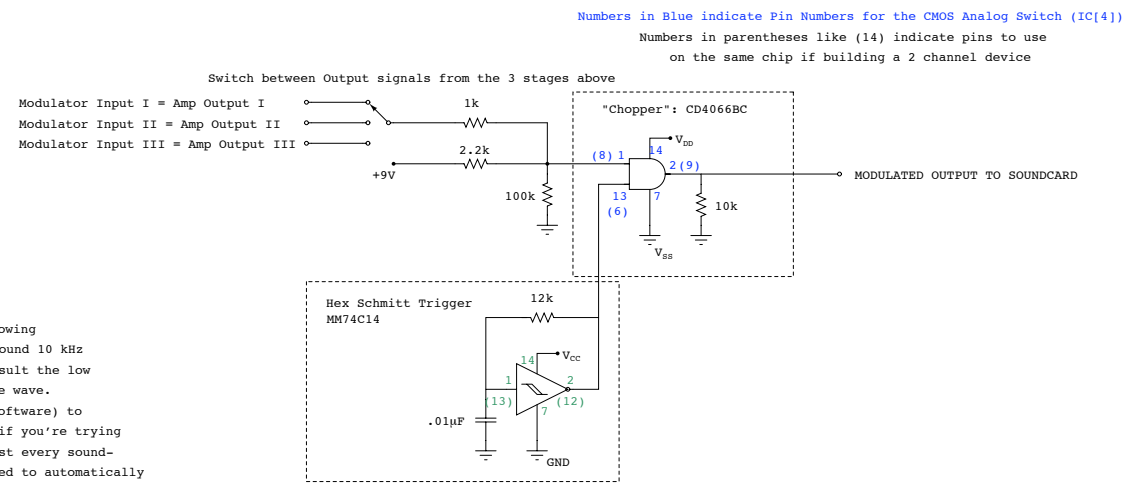 Numbers in Blue indicate Pin Numbers for the CMOS Analog Switch (IC[4])
Numbers in parentheses like (14) indicate pins to use
on the same chip if building a 2 channel device
Switch between Output signals from the 3 stages above
Modulator Input I = Amp Output I
Modulator Input II = Amp Output II
Modulator Input III = Amp Output III
1k
2.2k
+9V
100k
"Chopper": CD4066BC
VDD
14
(8) 1
2(9)
13
(6)
7
10k
VSS
MODULATED OUTPUT TO SOUNDCARD
Hex Schmitt Trigger
MM74C14
12k
14
VCC
1
2
(13)
(12)
7
.01µF
GND
owing
ound 10 kHz
sult the low
e wave.
oftware) to
if you're trying
st every sound-
ed to automatically